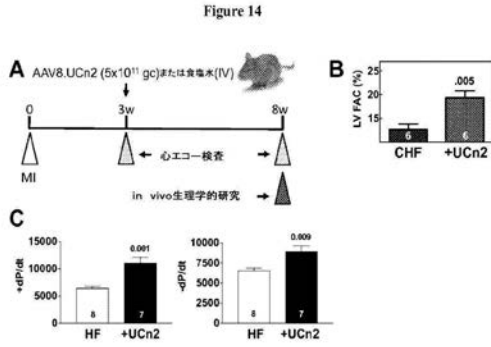 Figure 14
A
AAV8.UCn2 (5x10¹¹ gc)または食塩水(IV)
0
3w
8w
MI
心エコー検査
in vivo生理学的研究
B
LV FAC (%)
25
20
15
.005
6
6
CHF
+UCn2
C
+dP/dt
15000
10000
5000
0
0.001
8
7
HF
+UCn2
-dP/dt
-10000
7500
5000
2500
0
0.009
8
7
HF
+UCn2